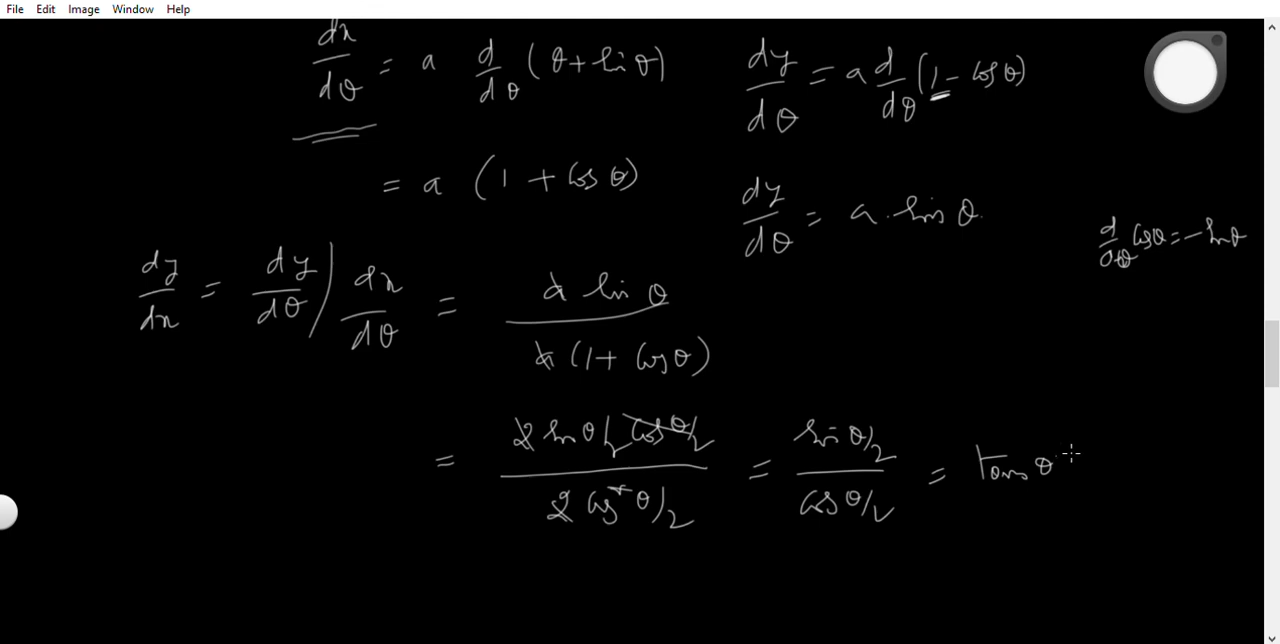 File Edit Image Window Help
dx/dθ = a d/dθ (θ + sin θ)
dy/dθ = a d/dθ (1 - cos θ)
= a (1 + cos θ)
dy/dθ = a · sin θ.
d/dθ cos θ = - sin θ
dy/dx = dy/dθ / dx/dθ = a sin θ / a (1 + cos θ)
= 2 sin θ/2 cos θ/2 / 2 cos² θ/2 = sin θ/2 / cos θ/2 = tan θ